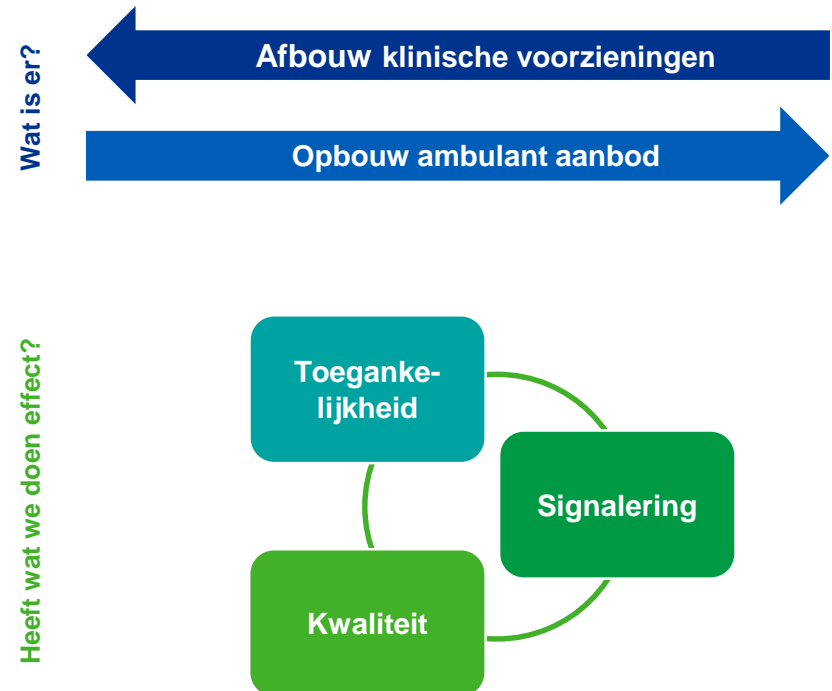 Wat is er?
Afbouw klinische voorzieningen
Opbouw ambulant aanbod
Heeft wat we doen effect?
Toeganke-
lijkheid
Signalering
Kwaliteit